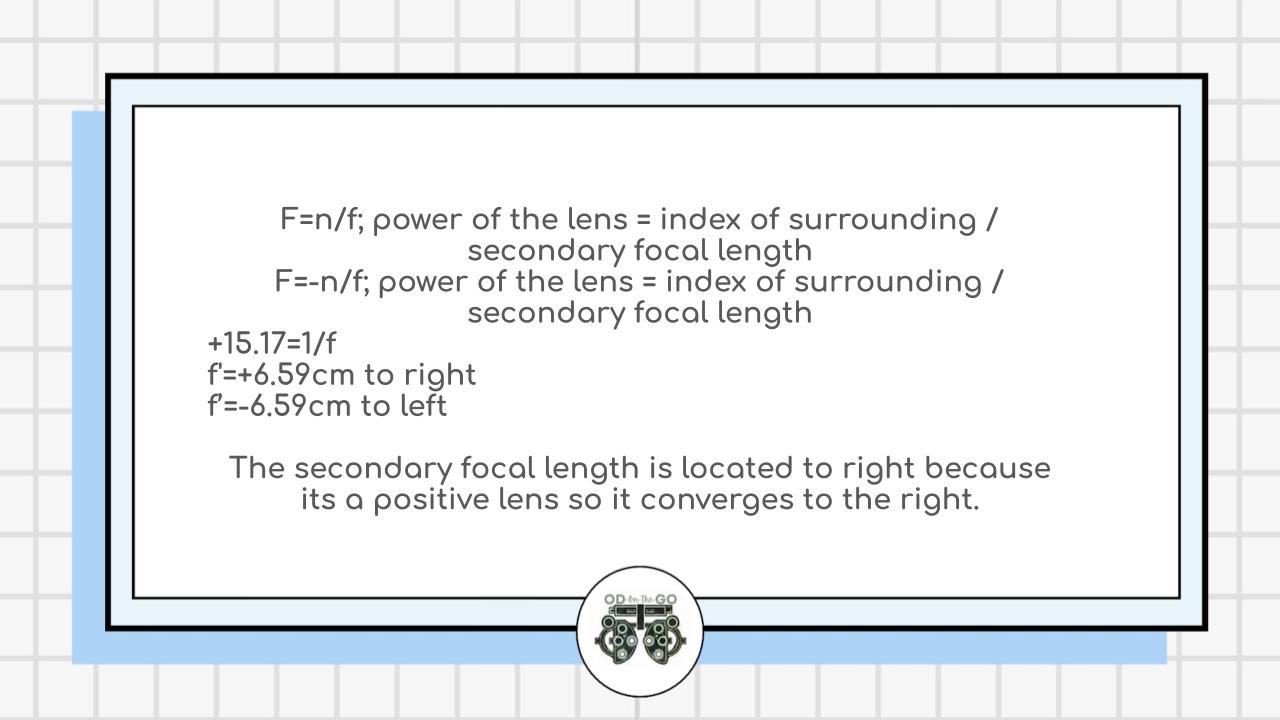 F=n/f; power of the lens = index of surrounding /
secondary focal length
F=-n/f; power of the lens = index of surrounding /
secondary focal length
+15.17=1/f
f'=+6.59cm to right
f’=-6.59cm to left
The secondary focal length is located to right because
its a positive lens so it converges to the right.
OD-On-The-GO